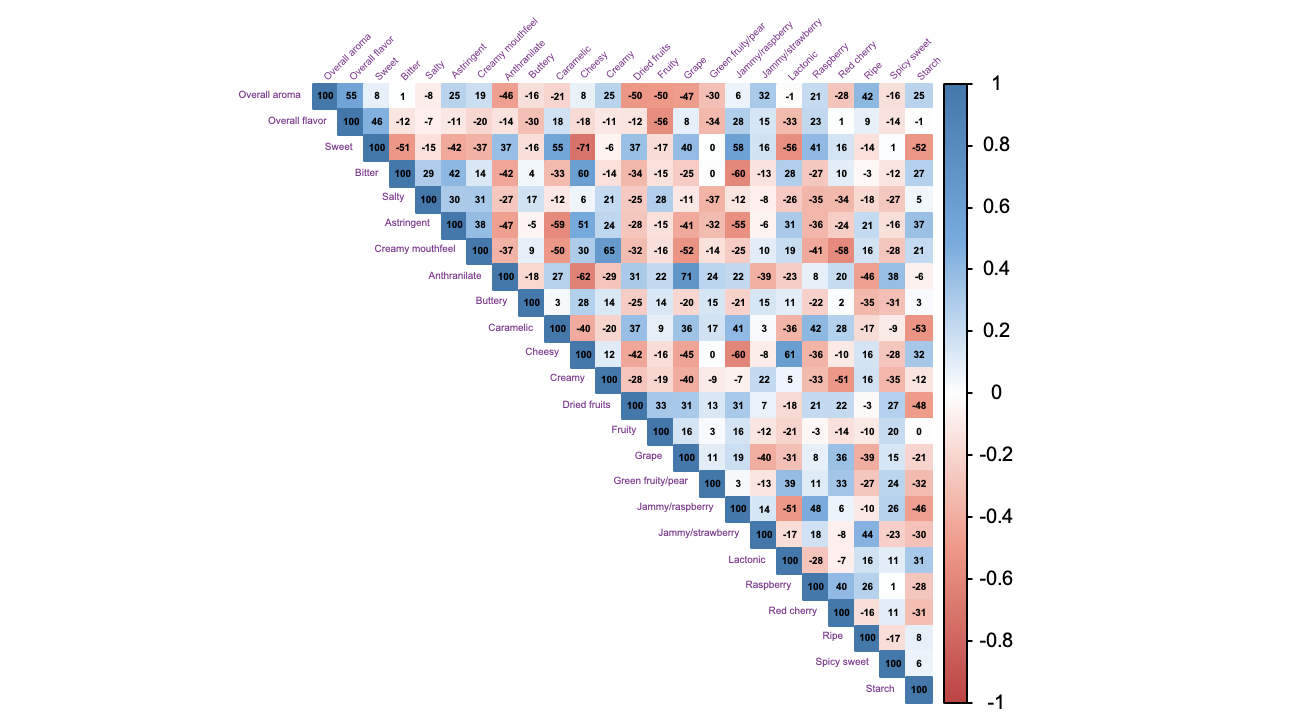 Overall aroma
Overall flavor
Sweet
Bitter
Salty
Astringent
Creamy mouthfeel
Anthranilate
Buttery
Caramelic
Cheesy
Creamy
Dried fruits
Fruity
Grape
Green fruity/pear
Jammy/raspberry
Jammy/strawberry
Lactonic
Raspberry
Red cherry
Ripe
Spicy sweet
Starch
Overall aroma 100 55 8 1 -8 25 19 -46 -16 -21 8 25 -50 -50 -47 -30 6 32 -1 21 -28 42 -16 25
Overall flavor 100 46 -12 -7 -11 -20 -14 -30 18 -18 -11 -12 -56 8 -34 28 15 -33 23 1 9 -14 -1
Sweet 100 -51 -15 -42 -37 37 -16 55 -71 -6 37 -17 40 0 58 16 -56 41 16 -14 1 -52
Bitter 100 29 42 14 -42 4 -33 60 -14 -34 -15 -25 0 -60 -13 28 -27 10 -3 -12 27
Salty 100 30 31 -27 17 -12 6 21 -25 28 -11 -37 -12 -8 -26 -35 -34 -18 -27 5
Astringent 100 38 -47 -5 -59 51 24 -28 -15 -41 -32 -55 -6 31 -36 -24 21 -16 37
Creamy mouthfeel 100 -37 9 -50 30 65 -32 -16 -52 -14 -25 10 19 -41 -58 16 -28 21
Anthranilate 100 -18 27 -62 -29 31 22 71 24 22 -39 -23 8 20 -46 38 -6
Buttery 100 3 28 14 -25 14 -20 15 -21 15 11 -22 2 -35 -31 3
Caramelic 100 -40 -20 37 9 36 17 41 3 -36 42 28 -17 -9 -53
Cheesy 100 12 -42 -16 -45 0 -60 -8 61 -36 -10 16 -28 32
Creamy 100 -28 -19 -40 -9 -7 22 5 -33 -51 16 -35 -12
Dried fruits 100 33 31 13 31 7 -18 21 22 -3 27 -48
Fruity 100 16 3 16 -12 -21 -3 -14 -10 20 0
Grape 100 11 19 -40 -31 8 36 -39 15 -21
Green fruity/pear 100 3 -13 39 11 33 -27 24 -32
Jammy/raspberry 100 14 -51 48 6 -10 26 -46
Jammy/strawberry 100 -17 18 -8 44 -23 -30
Lactonic 100 -28 -7 16 11 31
Raspberry 100 40 26 1 -28
Red cherry 100 -16 11 -31
Ripe 100 -17 8
Spicy sweet 100 6
Starch 100
1
0.8
0.6
0.4
0.2
0
-0.2
-0.4
-0.6
-0.8
-1